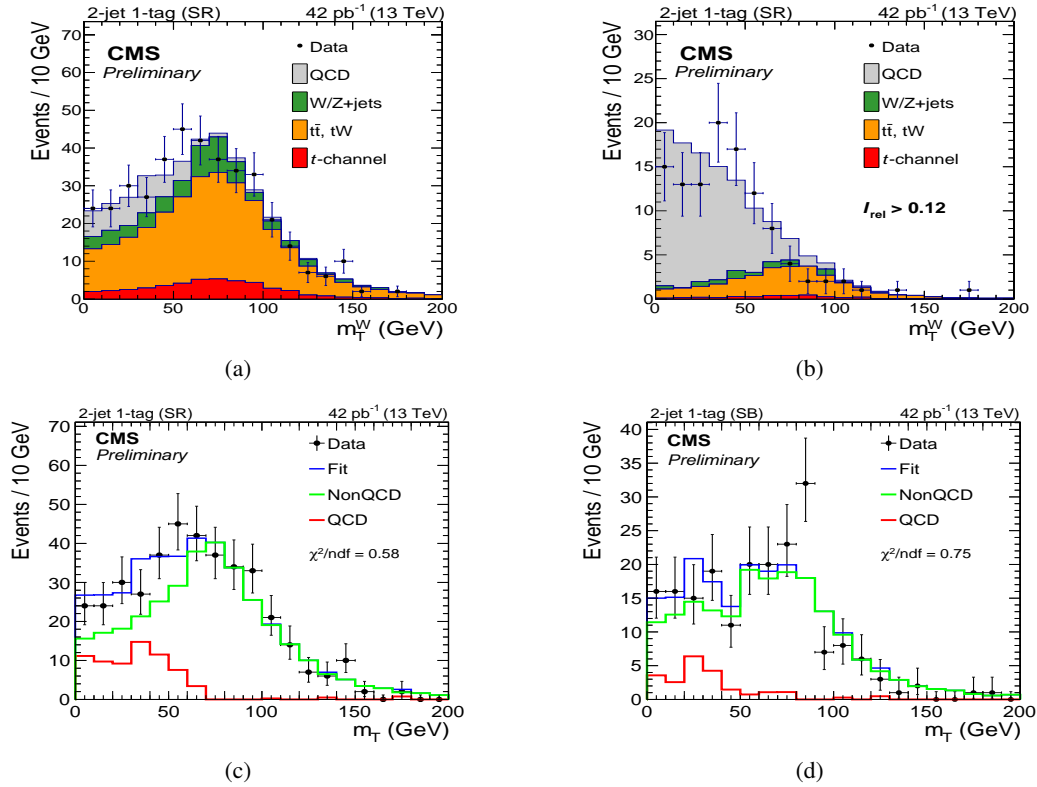 2-jet 1-tag (SR) 42 pb⁻¹ (13 TeV)
CMS
Preliminary
Data
QCD
W/Z+jets
tt̄, tW
t-channel
Events / 10 GeV
70
60
50
40
30
20
10
0
0 50 100 150 200
m_T^W (GeV)
(a)
2-jet 1-tag (SR) 42 pb⁻¹ (13 TeV)
CMS
Preliminary
Data
QCD
W/Z+jets
tt̄, tW
t-channel
I_rel > 0.12
Events / 10 GeV
30
25
20
15
10
5
0
0 50 100 150 200
m_T^W (GeV)
(b)
2-jet 1-tag (SR) 42 pb⁻¹ (13 TeV)
CMS
Preliminary
Data
Fit
NonQCD
QCD
χ²/ndf = 0.58
Events / 10 GeV
70
60
50
40
30
20
10
0
0 50 100 150 200
m_T (GeV)
(c)
2-jet 1-tag (SB) 42 pb⁻¹ (13 TeV)
CMS
Preliminary
Data
Fit
NonQCD
QCD
χ²/ndf = 0.75
Events / 10 GeV
40
35
30
25
20
15
10
5
0
0 50 100 150 200
m_T (GeV)
(d)